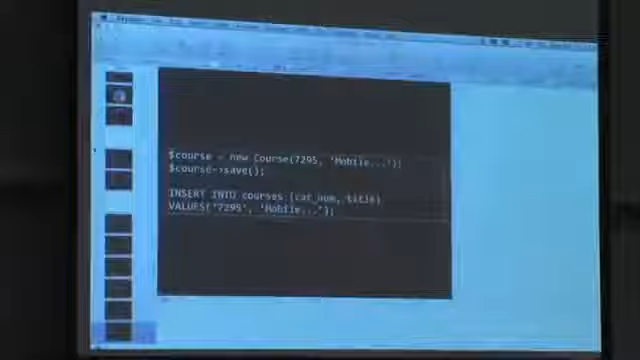 $course = new Course(7295, 'Mobile...');
$course->save();
INSERT INTO courses (cat_num, title)
VALUES('7295', 'Mobile...');